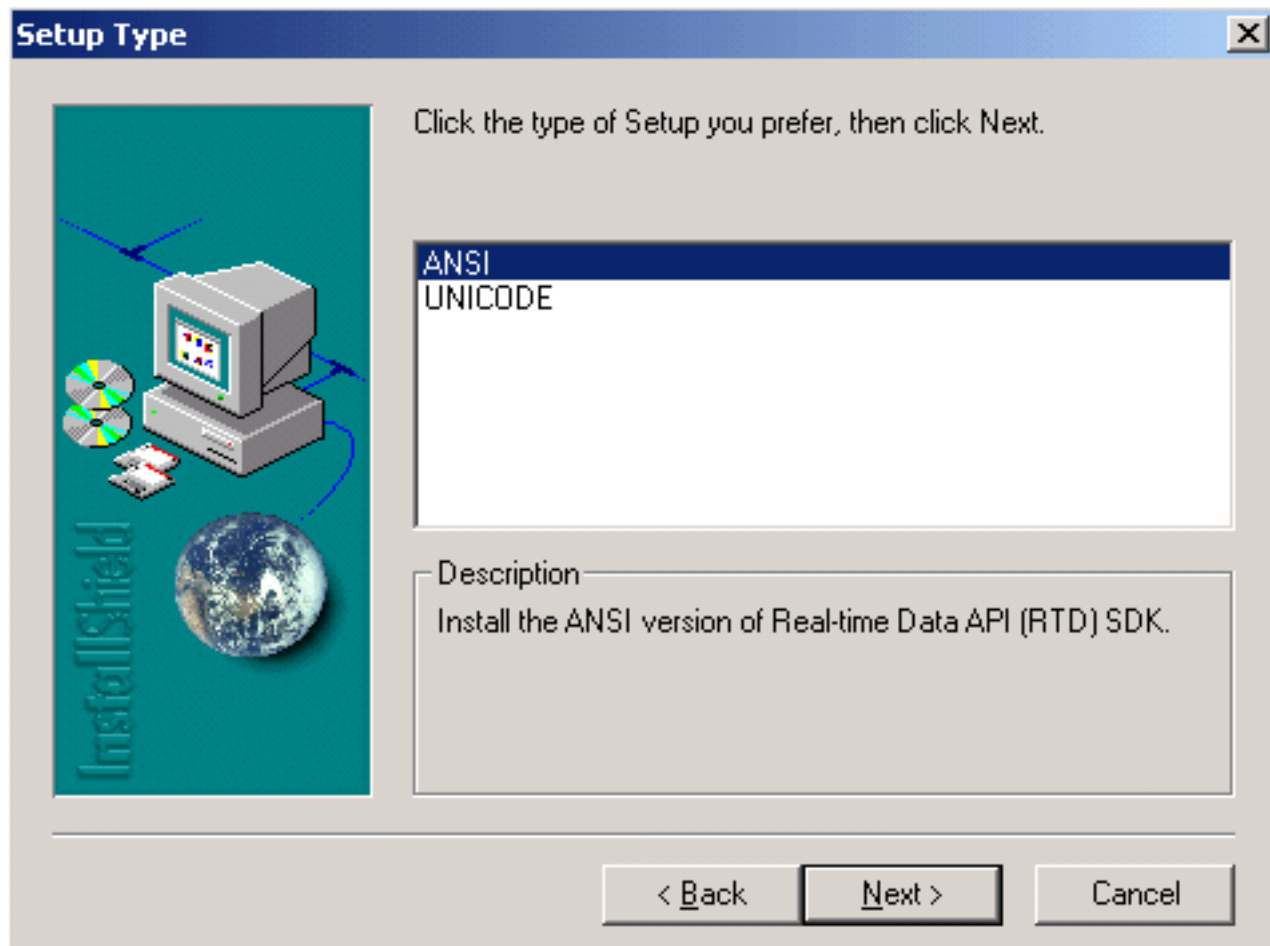 Setup Type
Click the type of Setup you prefer, then click Next.
ANSI
UNICODE
InstallShield
Description
Install the ANSI version of Real-time Data API (RTD) SDK.
< Back
Next >
Cancel